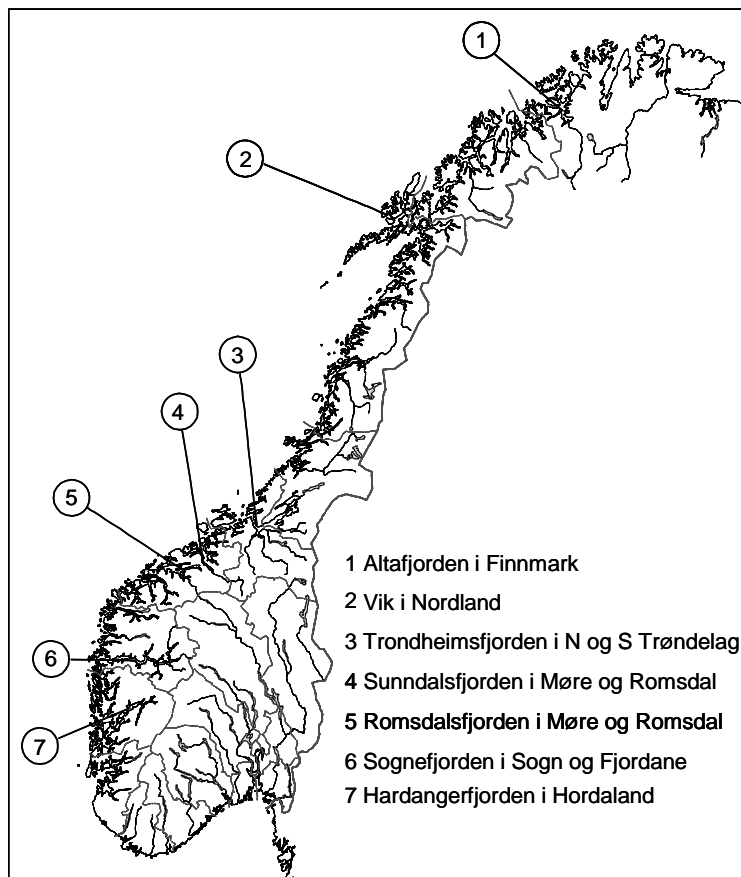 1
2
3
4
5
6
7
1 Altafjorden i Finnmark
2 Vik i Nordland
3 Trondheimsfjorden i N og S Trøndelag
4 Sunndalsfjorden i Møre og Romsdal
5 Romsdalsfjorden i Møre og Romsdal
6 Sognefjorden i Sogn og Fjordane
7 Hardangerfjorden i Hordaland